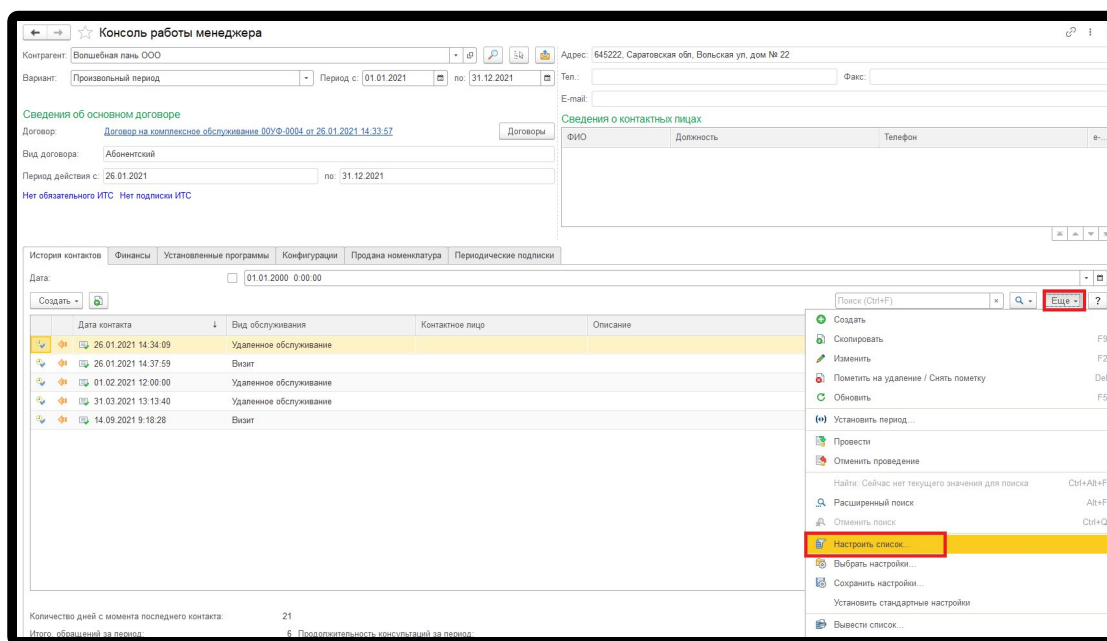 Консоль работы менеджера
Контрагент: Волшебная лань ООО
Адрес: 645222, Саратовская обл, Вольская ул, дом № 22
Вариант: Произвольный период Период с: 01.01.2021 по: 31.12.2021
Тел.: Факс:
E-mail:
Сведения об основном договоре
Сведения о контактных лицах
Договор: Договор на комплексное обслуживание 00УФ-0004 от 26.01.2021 14:33:57 Договоры
ФИО Должность Телефон e-...
Вид договора: Абонентский
Период действия с: 26.01.2021 по: 31.12.2021
Нет обязательного ИТС Нет подписки ИТС
История контактов Финансы Установленные программы Конфигурации Продана номенклатура Периодические подписки
Дата: 01.01.2000 0:00:00
Создать Поиск (Ctrl+F) × Еще ?
Дата контакта ↓ Вид обслуживания Контактное лицо Описание
26.01.2021 14:34:09 Удаленное обслуживание
26.01.2021 14:37:59 Визит
01.02.2021 12:00:00 Удаленное обслуживание
31.03.2021 13:13:40 Удаленное обслуживание
14.09.2021 9:18:28 Визит
Создать
Скопировать F9
Изменить F2
Пометить на удаление / Снять пометку Del
Обновить F5
Установить период...
Провести
Отменить проведение
Найти: Сейчас нет текущего значения для поиска Ctrl+Alt+F
Расширенный поиск Alt+F
Отменить поиск Ctrl+Q
Настроить список...
Выбрать настройки...
Сохранить настройки...
Установить стандартные настройки
Вывести список...
Количество дней с момента последнего контакта: 21
Итого, обращений за период: 6 Продолжительность консультаций за период: